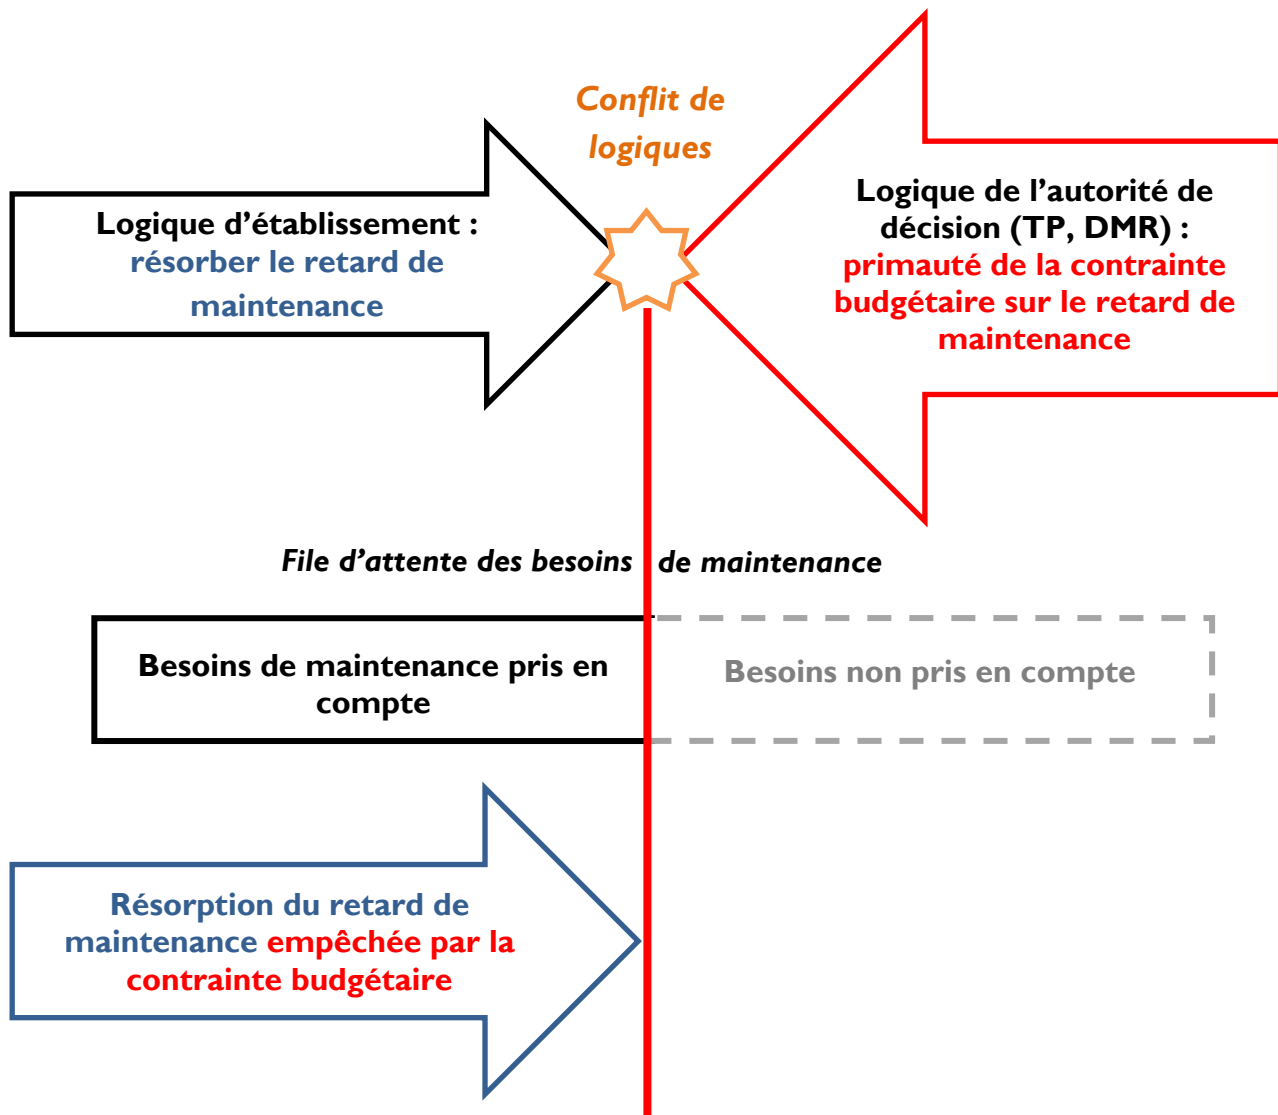 Conflit de
logiques
Logique d’établissement :
résorber le retard de
maintenance
Logique de l’autorité de
décision (TP, DMR) :
primauté de la contrainte
budgétaire sur le retard de
maintenance
File d’attente des besoins de maintenance
Besoins de maintenance pris en
compte
Besoins non pris en compte
Résorption du retard de
maintenance empêchée par la
contrainte budgétaire